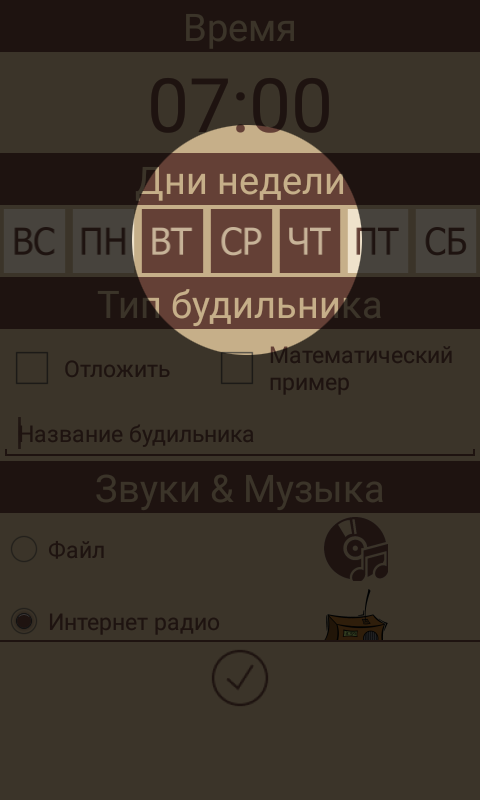 Время
07:00
Дни недели
ВС ПН ВТ СР ЧТ ПТ СБ
Тип будильника
Отложить
Математический
пример
Название будильника
Звуки & Музыка
Файл
Интернет радио